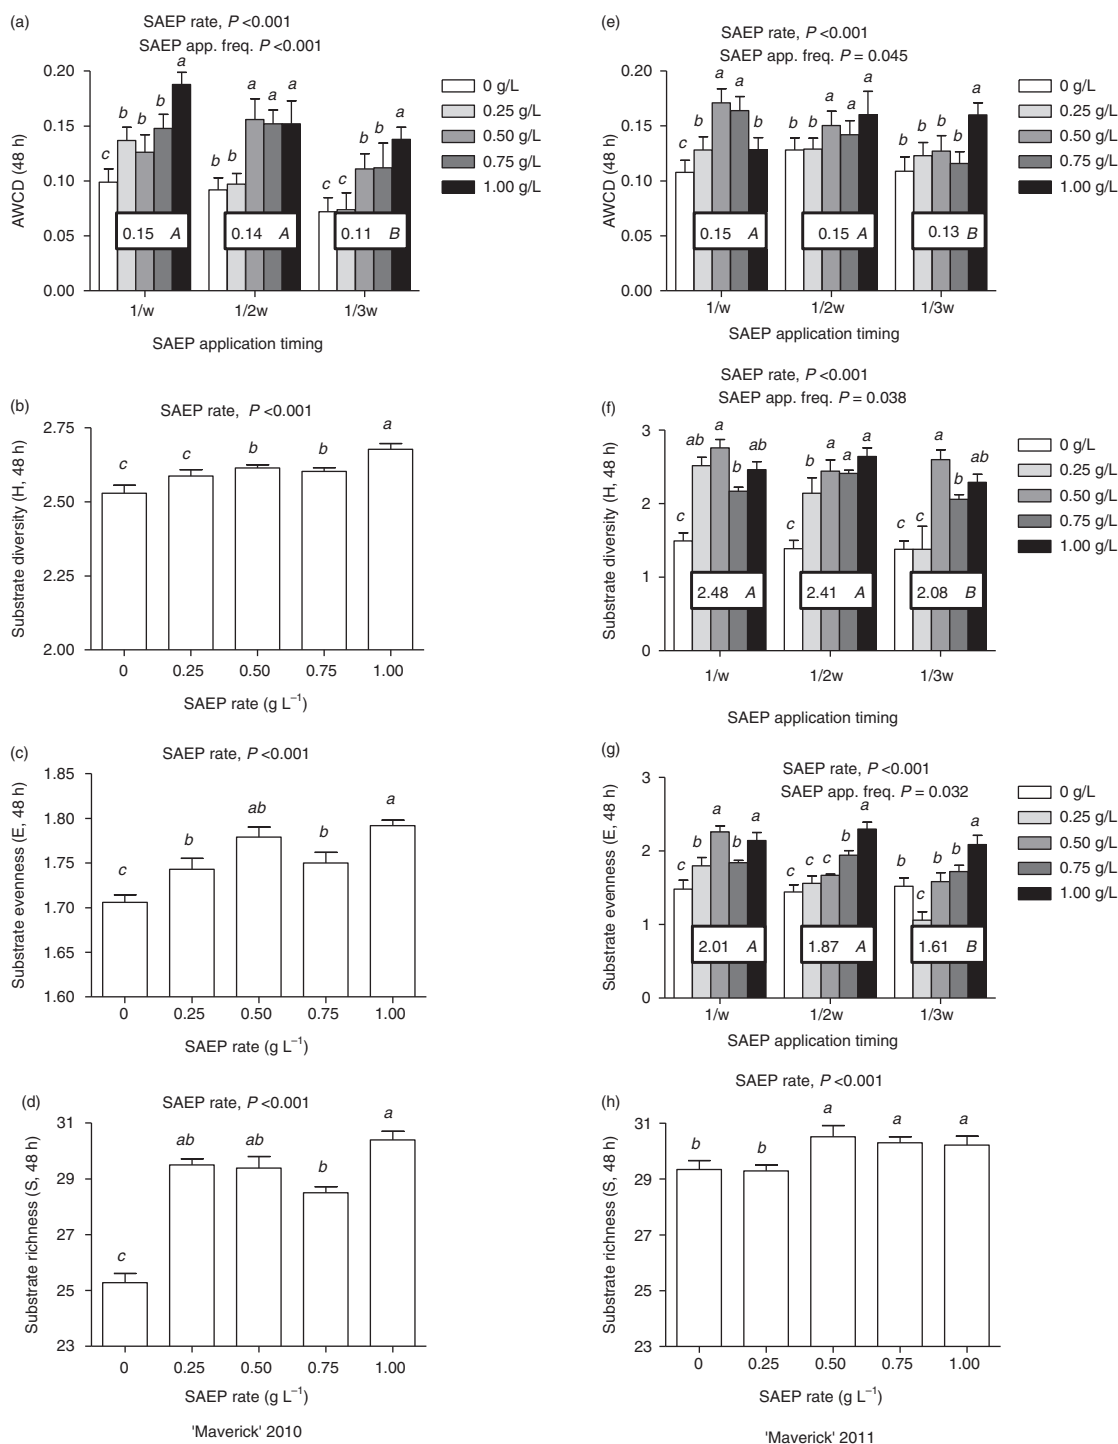 (a)
SAEP rate, P <0.001
SAEP app. freq. P <0.001
0.20
0.15
0.10
0.05
0.00
AWCD (48 h)
c b b b a
b b a a a
c c b b a
0.15 A
0.14 A
0.11 B
1/w 1/2w 1/3w
SAEP application timing
0 g/L
0.25 g/L
0.50 g/L
0.75 g/L
1.00 g/L
(e)
SAEP rate, P <0.001
SAEP app. freq. P = 0.045
0.20
0.15
0.10
0.05
0.00
AWCD (48 h)
c b a a b
b b a b a
b b b b a
0.15 A
0.15 A
0.13 B
1/w 1/2w 1/3w
SAEP application timing
0 g/L
0.25 g/L
0.50 g/L
0.75 g/L
1.00 g/L
(b)
SAEP rate, P <0.001
2.75
2.50
2.25
2.00
Substrate diversity (H, 48 h)
c c b b a
0 0.25 0.50 0.75 1.00
SAEP rate (g L⁻¹)
(f)
SAEP rate, P <0.001
SAEP app. freq. P = 0.038
3
2
1
0
Substrate diversity (H, 48 h)
c ab a b ab
c b a a a
c c a b ab
2.48 A
2.41 A
2.08 B
1/w 1/2w 1/3w
SAEP application timing
0 g/L
0.25 g/L
0.50 g/L
0.75 g/L
1.00 g/L
(c)
SAEP rate, P <0.001
1.85
1.80
1.75
1.70
1.65
1.60
Substrate evenness (E, 48 h)
c b ab b a
0 0.25 0.50 0.75 1.00
SAEP rate (g L⁻¹)
(g)
SAEP rate, P <0.001
SAEP app. freq. P = 0.032
3
2
1
0
Substrate evenness (E, 48 h)
c b a b a
c c c b a
b c b b a
2.01 A
1.87 A
1.61 B
1/w 1/2w 1/3w
SAEP application timing
0 g/L
0.25 g/L
0.50 g/L
0.75 g/L
1.00 g/L
(d)
SAEP rate, P <0.001
31
29
27
25
23
Substrate richness (S, 48 h)
c ab ab b a
0 0.25 0.50 0.75 1.00
SAEP rate (g L⁻¹)
'Maverick' 2010
(h)
SAEP rate, P <0.001
31
29
27
25
23
Substrate richness (S, 48 h)
b b a a a
0 0.25 0.50 0.75 1.00
SAEP rate (g L⁻¹)
'Maverick' 2011